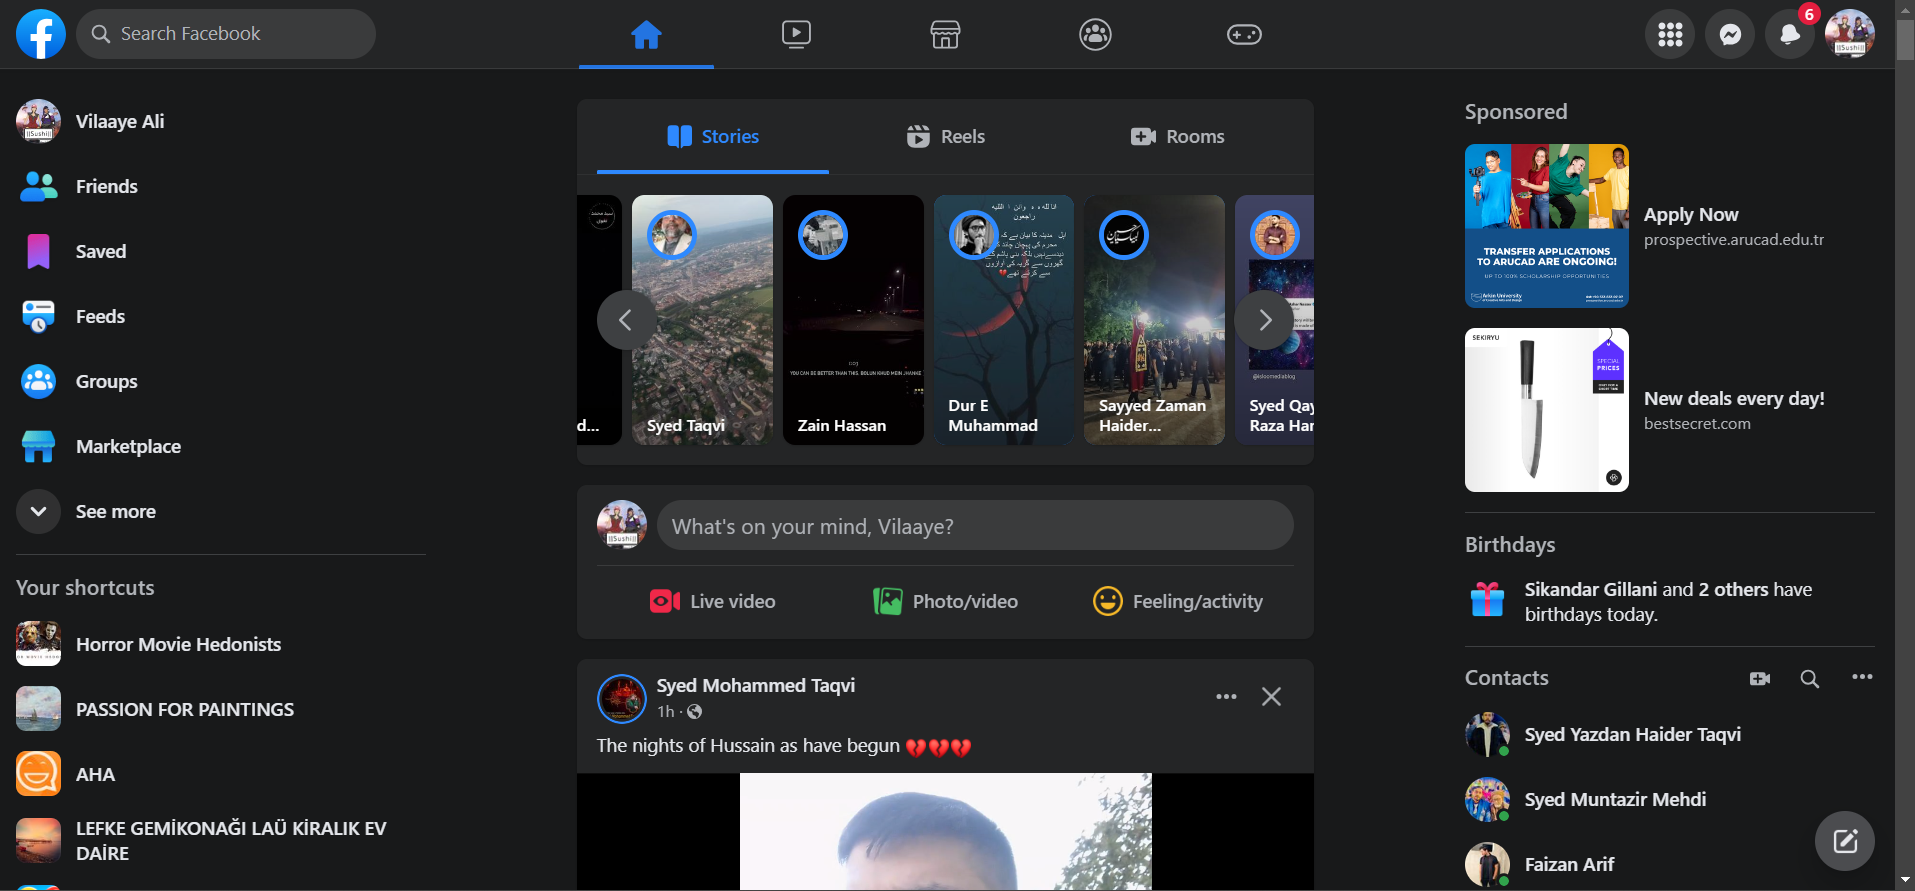 Search Facebook
6
Vilaaye Ali
Friends
Saved
Feeds
Groups
Marketplace
See more
Your shortcuts
Horror Movie Hedonists
PASSION FOR PAINTINGS
AHA
LEFKE GEMİKONAĞI LAÜ KİRALIK EV
DAİRE
Stories
Reels
Rooms
d...
Syed Taqvi
YOU CAN BE BETTER THAN THIS. BOLUN KHUD MEIN JHANKE
Zain Hassan
Dur E
Muhammad
Sayyed Zaman
Haider...
@isloomediablog
Syed Qay
Raza Har
What's on your mind, Vilaaye?
Live video
Photo/video
Feeling/activity
Syed Mohammed Taqvi
1h ·
The nights of Hussain as have begun 💔💔💔
Sponsored
TRANSFER APPLICATIONS
TO ARUCAD ARE ONGOING!
UP TO 100% SCHOLARSHIP OPPORTUNITIES
Arkın University
Apply Now
prospective.arucad.edu.tr
SEKIRYU
SPECIAL
PRICES
New deals every day!
bestsecret.com
Birthdays
Sikandar Gillani and 2 others have
birthdays today.
Contacts
Syed Yazdan Haider Taqvi
Syed Muntazir Mehdi
Faizan Arif